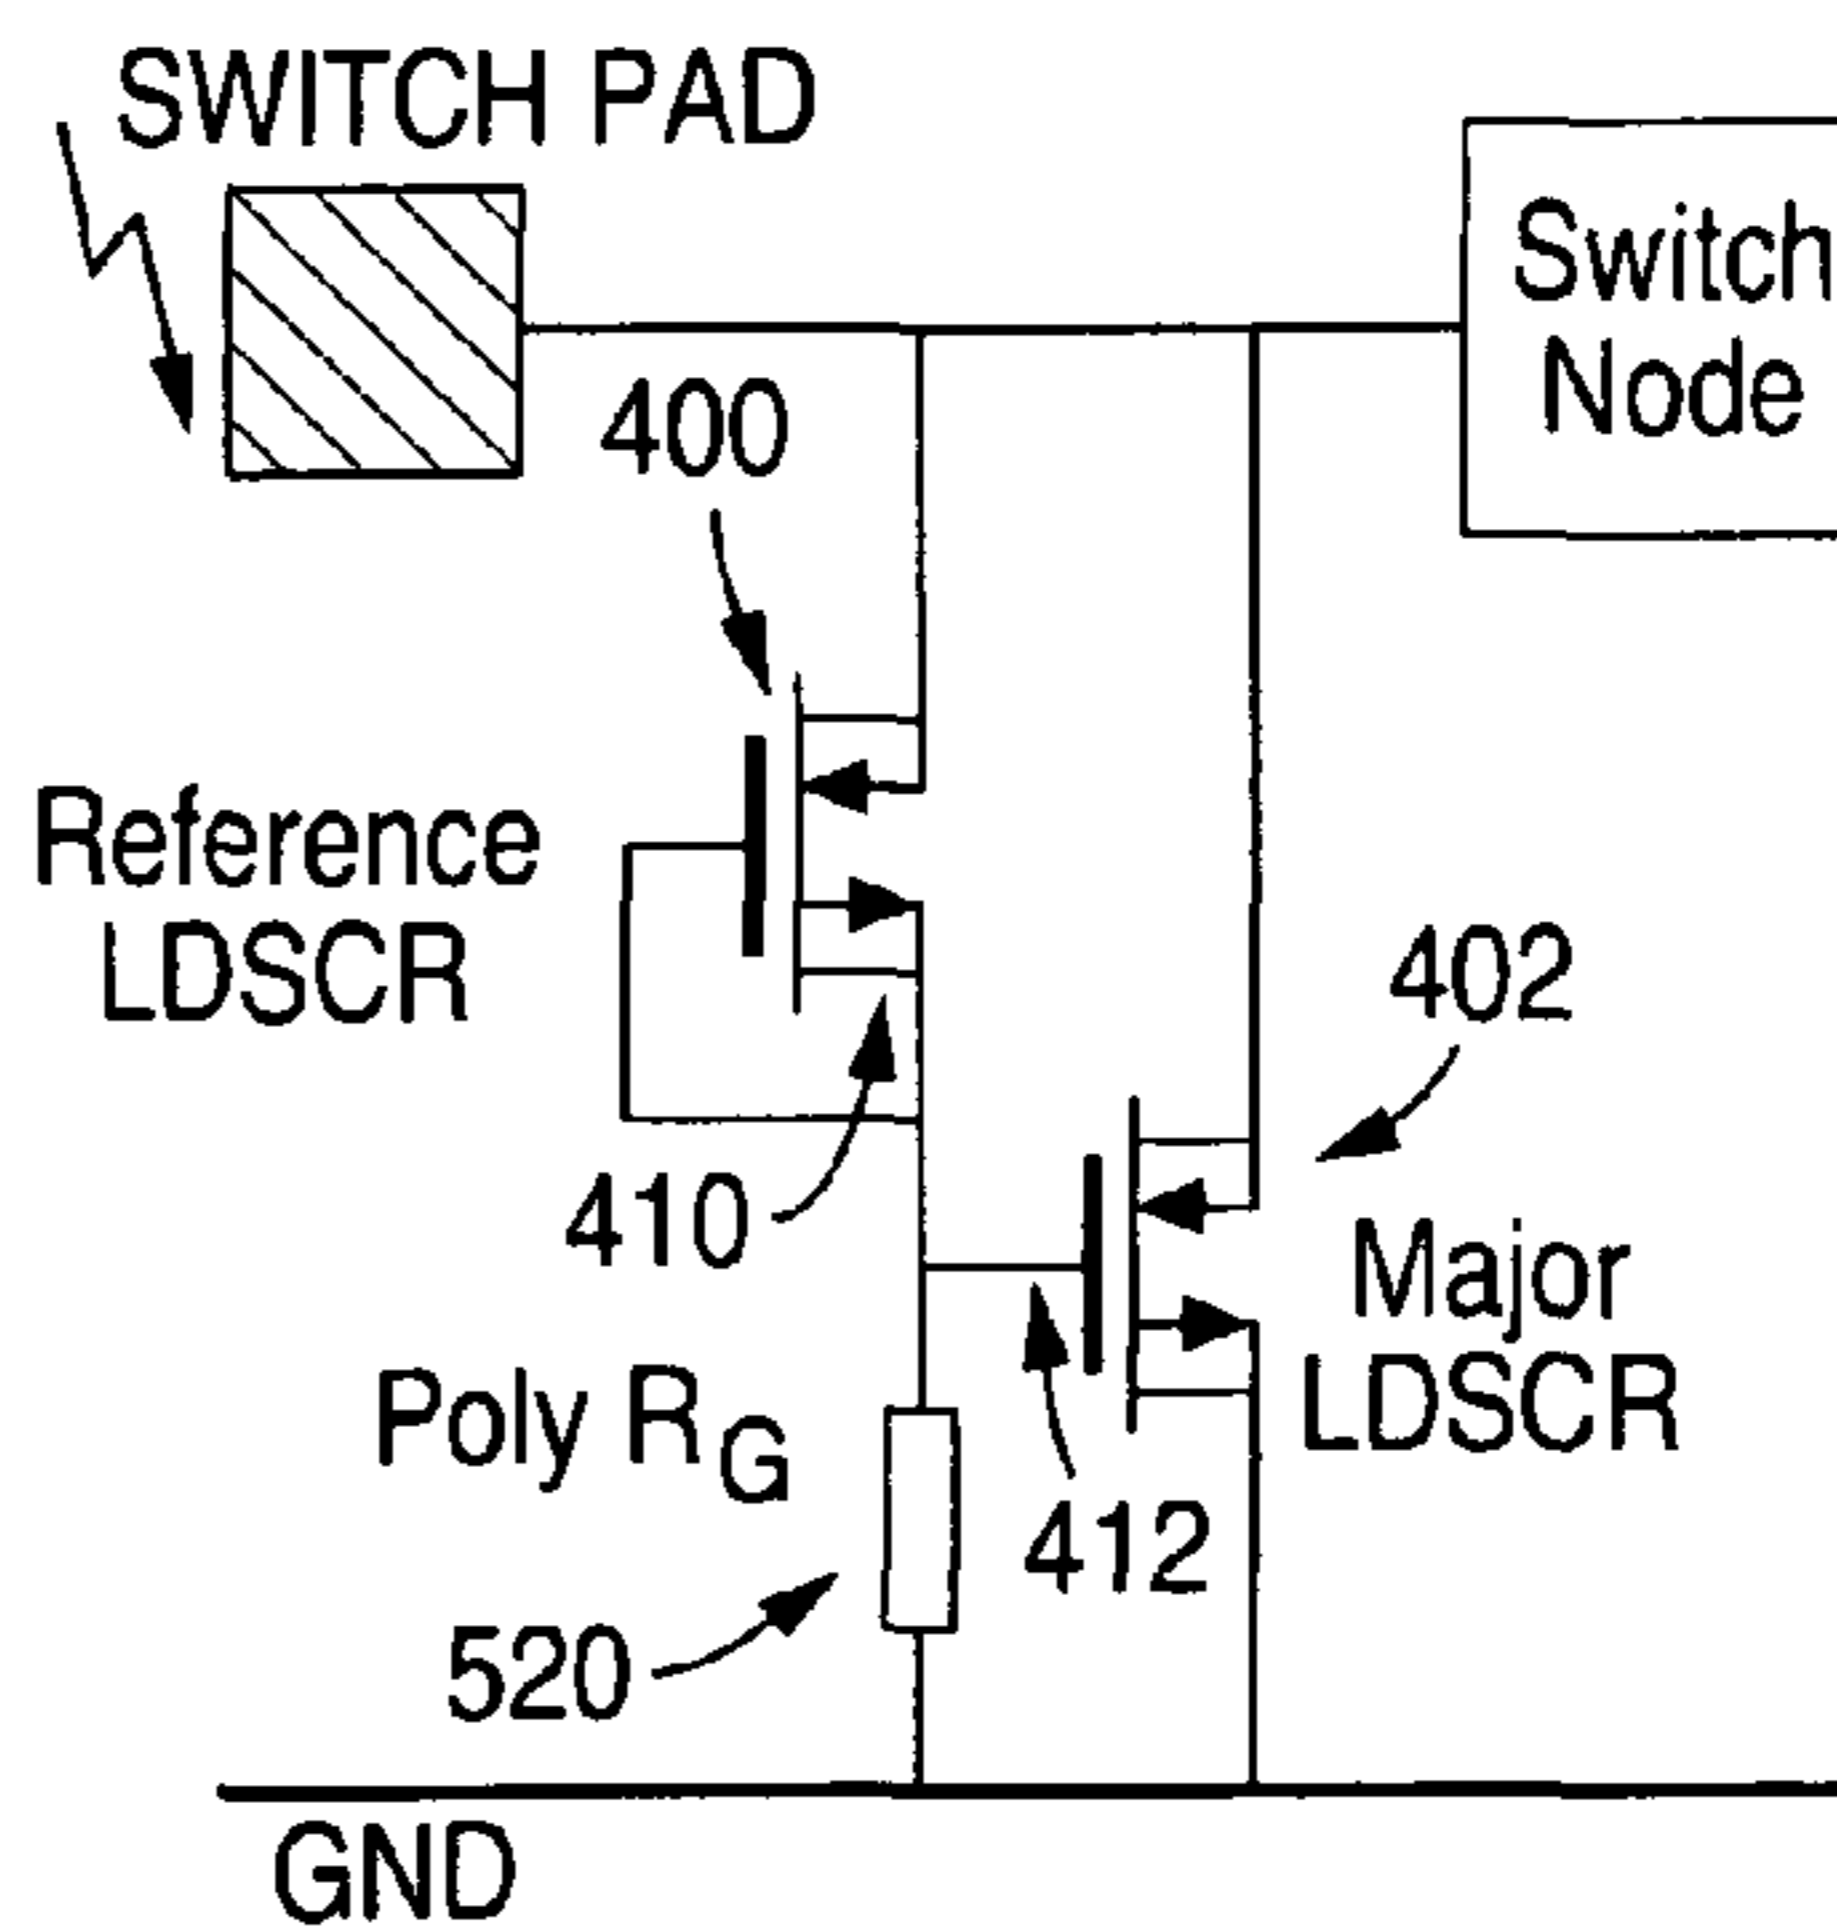 SWITCH PAD
Switch
Node
400
Reference
LDSCR
402
410
Major
LDSCR
Poly RG
412
520
GND